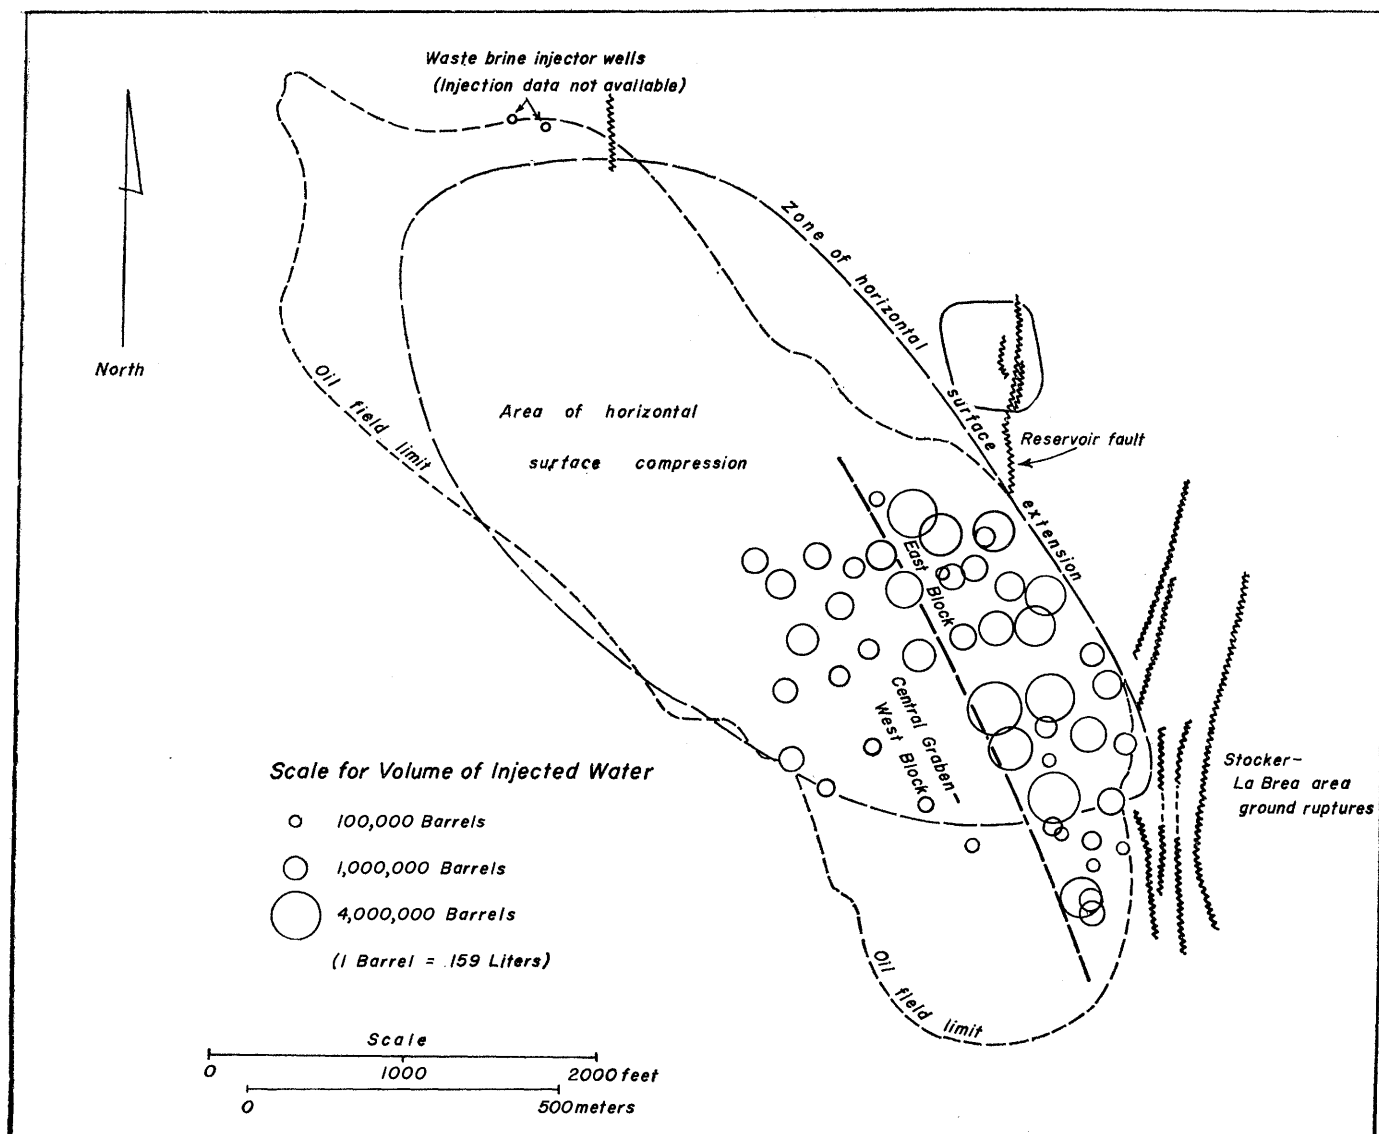 Waste brine injector wells
(Injection data not available)
North
Zone of horizontal surface extension
Oil field limit
Area of horizontal
surface compression
Reservoir fault
East Block
Central Graben-
West Block
Stocker-
La Brea area
ground ruptures
Scale for Volume of Injected Water
100,000 Barrels
1,000,000 Barrels
4,000,000 Barrels
(1 Barrel = .159 Liters)
Oil field limit
Scale
0 1000 2000 feet
0 500 meters